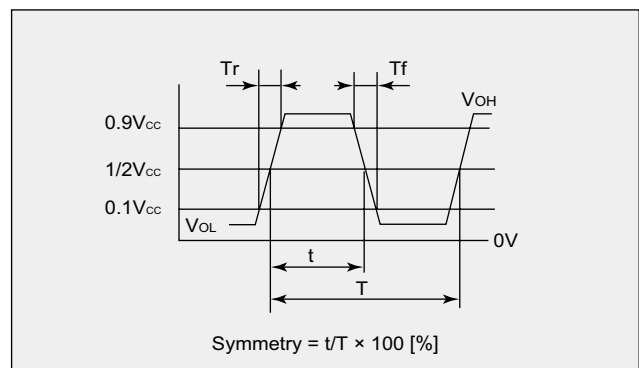 Tr Tf
VOH
0.9Vcc
1/2Vcc
0.1Vcc
VOL
0V
t
T
Symmetry = t/T × 100 [%]